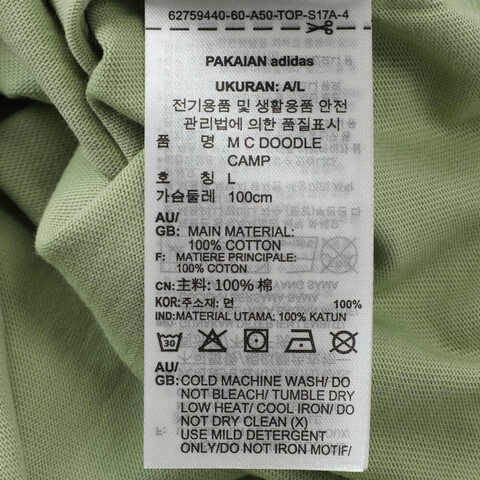 62759440-60-A50-TOP-S17A-4
PAKAIAN adidas
UKURAN: A/L
전기용품 및 생활용품 안전
관리법에 의한 품질표시
품 명 M C DOODLE
CAMP
호 칭 L
가슴둘레 100cm
AU/
GB: MAIN MATERIAL:
100% COTTON
F: MATIERE PRINCIPALE:
100% COTON
CN: 主料: 100% 棉
KOR:주소재: 면 100%
IND:MATERIAL UTAMA: 100% KATUN
30
AU/
GB:COLD MACHINE WASH/ DO
NOT BLEACH/ TUMBLE DRY
LOW HEAT/ COOL IRON/ DO
NOT DRY CLEAN (X)
USE MILD DETERGENT
ONLY/DO NOT IRON MOTIF/